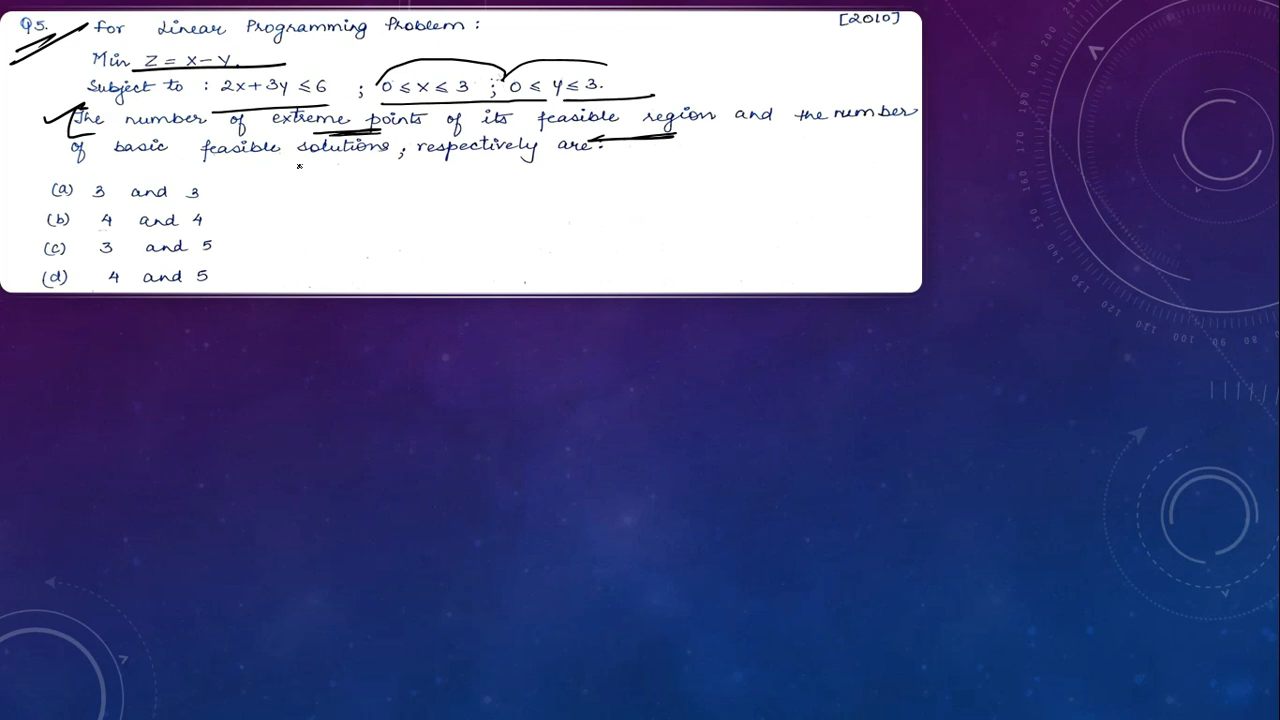 Q5. For Linear Programming Problem : [2010]
Min Z = x - y.
Subject to : 2x+3y ≤ 6 ; 0 ≤ x ≤ 3 ; 0 ≤ y ≤ 3.
The number of extreme points of its feasible region and the number
of basic feasible solutions, respectively are :
(a) 3 and 3
(b) 4 and 4
(c) 3 and 5
(d) 4 and 5